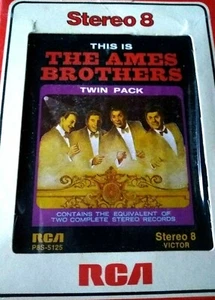 Stereo 8
THIS IS
THE AMES
BROTHERS
TWIN PACK
CONTAINS THE EQUIVALENT OF
TWO COMPLETE STEREO RECORDS
RCA Stereo 8
P8S-5125 VICTOR
RCA